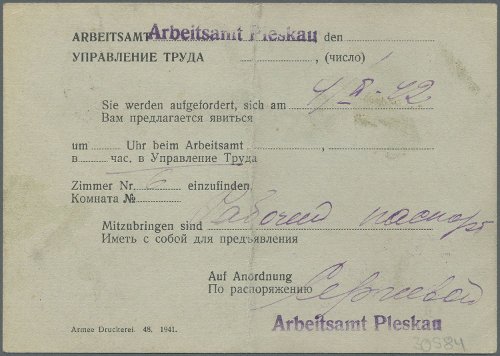 ARBEITSAMT Arbeitsamt Pleskau den
УПРАВЛЕНИЕ ТРУДА , (число)
Sie werden aufgefordert, sich am 4/II-42
Вам предлагается явиться
um Uhr beim Arbeitsamt ,
в час. в Управление Труда
Zimmer Nr. 6 einzufinden.
Комната №
Mitzubringen sind Рабочий паспорт
Иметь с собой для предъявления
Auf Anordnung
По распоряжению
Arbeitsamt Pleskau
Armee Druckerei. 48. 1941.
30584